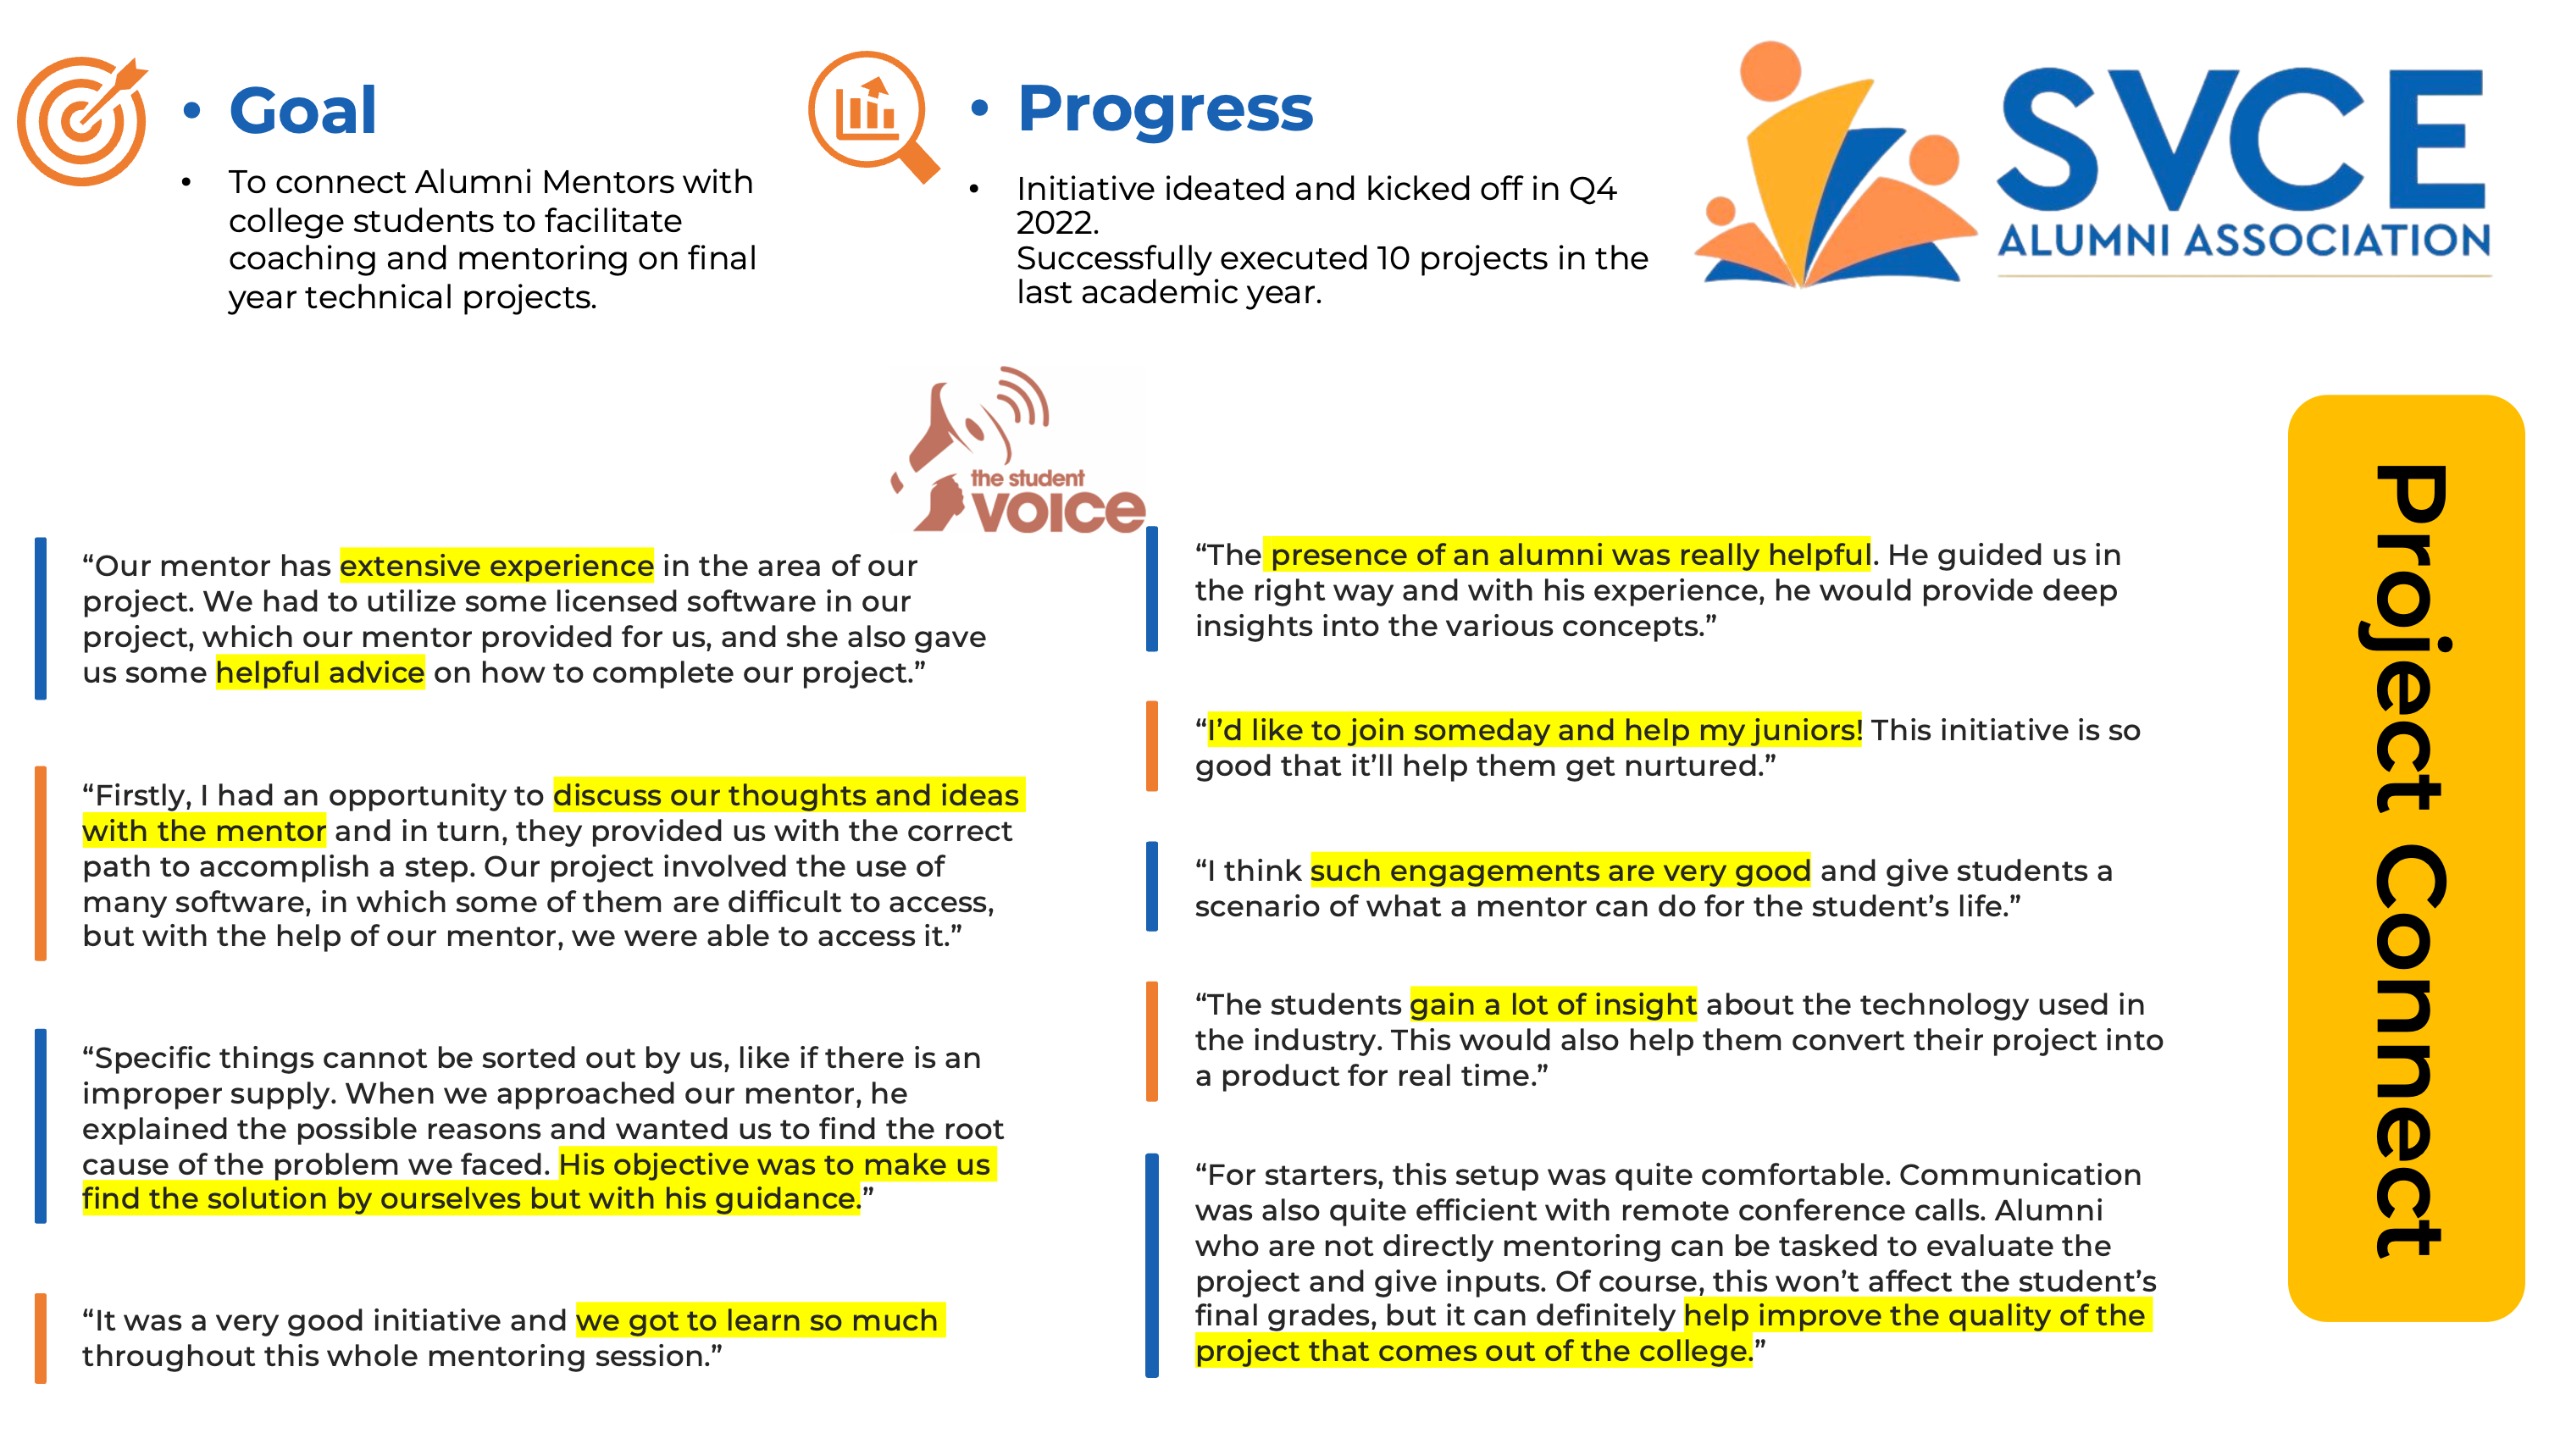 • Goal
• To connect Alumni Mentors with
college students to facilitate
coaching and mentoring on final
year technical projects.
• Progress
• Initiative ideated and kicked off in Q4
2022.
Successfully executed 10 projects in the
last academic year.
SVCE
ALUMNI ASSOCIATION
the student
voice
“Our mentor has extensive experience in the area of our
project. We had to utilize some licensed software in our
project, which our mentor provided for us, and she also gave
us some helpful advice on how to complete our project.”
“Firstly, I had an opportunity to discuss our thoughts and ideas
with the mentor and in turn, they provided us with the correct
path to accomplish a step. Our project involved the use of
many software, in which some of them are difficult to access,
but with the help of our mentor, we were able to access it.”
“Specific things cannot be sorted out by us, like if there is an
improper supply. When we approached our mentor, he
explained the possible reasons and wanted us to find the root
cause of the problem we faced. His objective was to make us
find the solution by ourselves but with his guidance.”
“It was a very good initiative and we got to learn so much
throughout this whole mentoring session.”
“The presence of an alumni was really helpful. He guided us in
the right way and with his experience, he would provide deep
insights into the various concepts.”
“I’d like to join someday and help my juniors! This initiative is so
good that it’ll help them get nurtured.”
“I think such engagements are very good and give students a
scenario of what a mentor can do for the student’s life.”
“The students gain a lot of insight about the technology used in
the industry. This would also help them convert their project into
a product for real time.”
“For starters, this setup was quite comfortable. Communication
was also quite efficient with remote conference calls. Alumni
who are not directly mentoring can be tasked to evaluate the
project and give inputs. Of course, this won’t affect the student’s
final grades, but it can definitely help improve the quality of the
project that comes out of the college.”
Project Connect